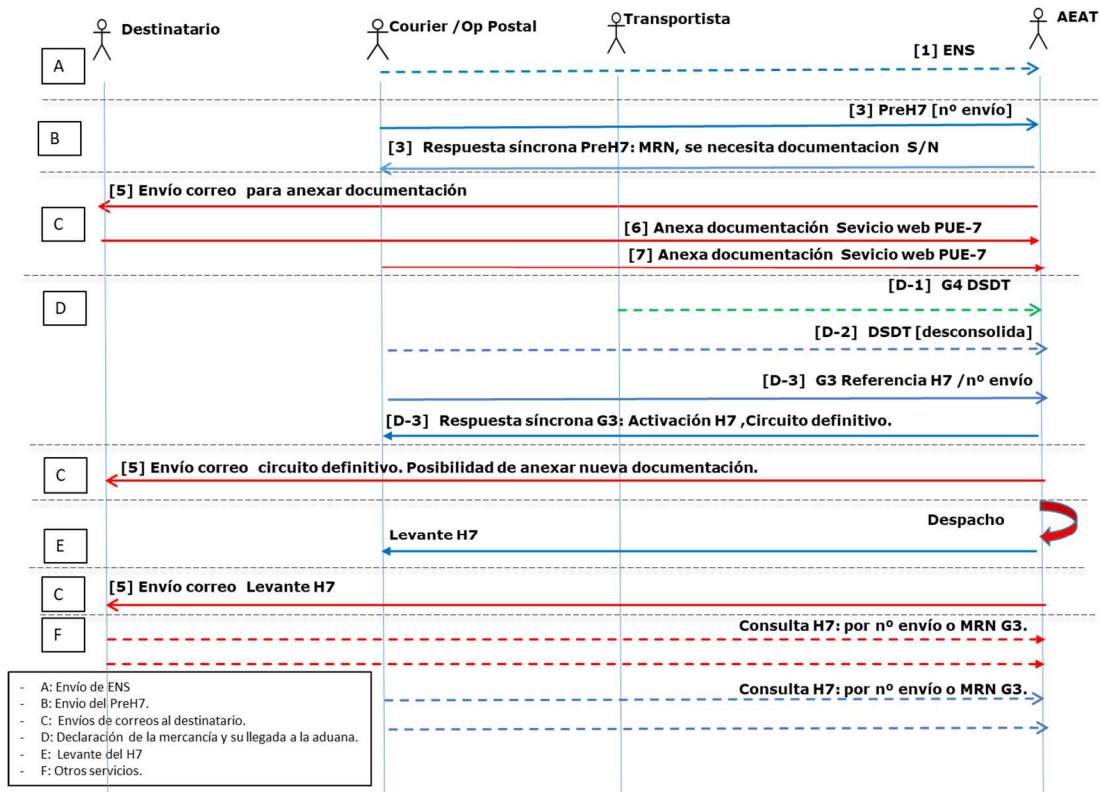 Destinatario
Courier /Op Postal
Transportista
AEAT
A
[1] ENS
B
[3] PreH7 [nº envío]
[3] Respuesta síncrona PreH7: MRN, se necesita documentacion S/N
C
[5] Envío correo para anexar documentación
[6] Anexa documentación Sevicio web PUE-7
[7] Anexa documentación Sevicio web PUE-7
D
[D-1] G4 DSDT
[D-2] DSDT [desconsolida]
[D-3] G3 Referencia H7 /nº envío
[D-3] Respuesta síncrona G3: Activación H7 ,Circuito definitivo.
C
[5] Envío correo circuito definitivo. Posibilidad de anexar nueva documentación.
Despacho
E
Levante H7
C
[5] Envío correo Levante H7
F
Consulta H7: por nº envío o MRN G3.
Consulta H7: por nº envío o MRN G3.
- A: Envío de ENS
- B: Envio del PreH7.
- C: Envíos de correos al destinatario.
- D: Declaración de la mercancía y su llegada a la aduana.
- E: Levante del H7
- F: Otros servicios.